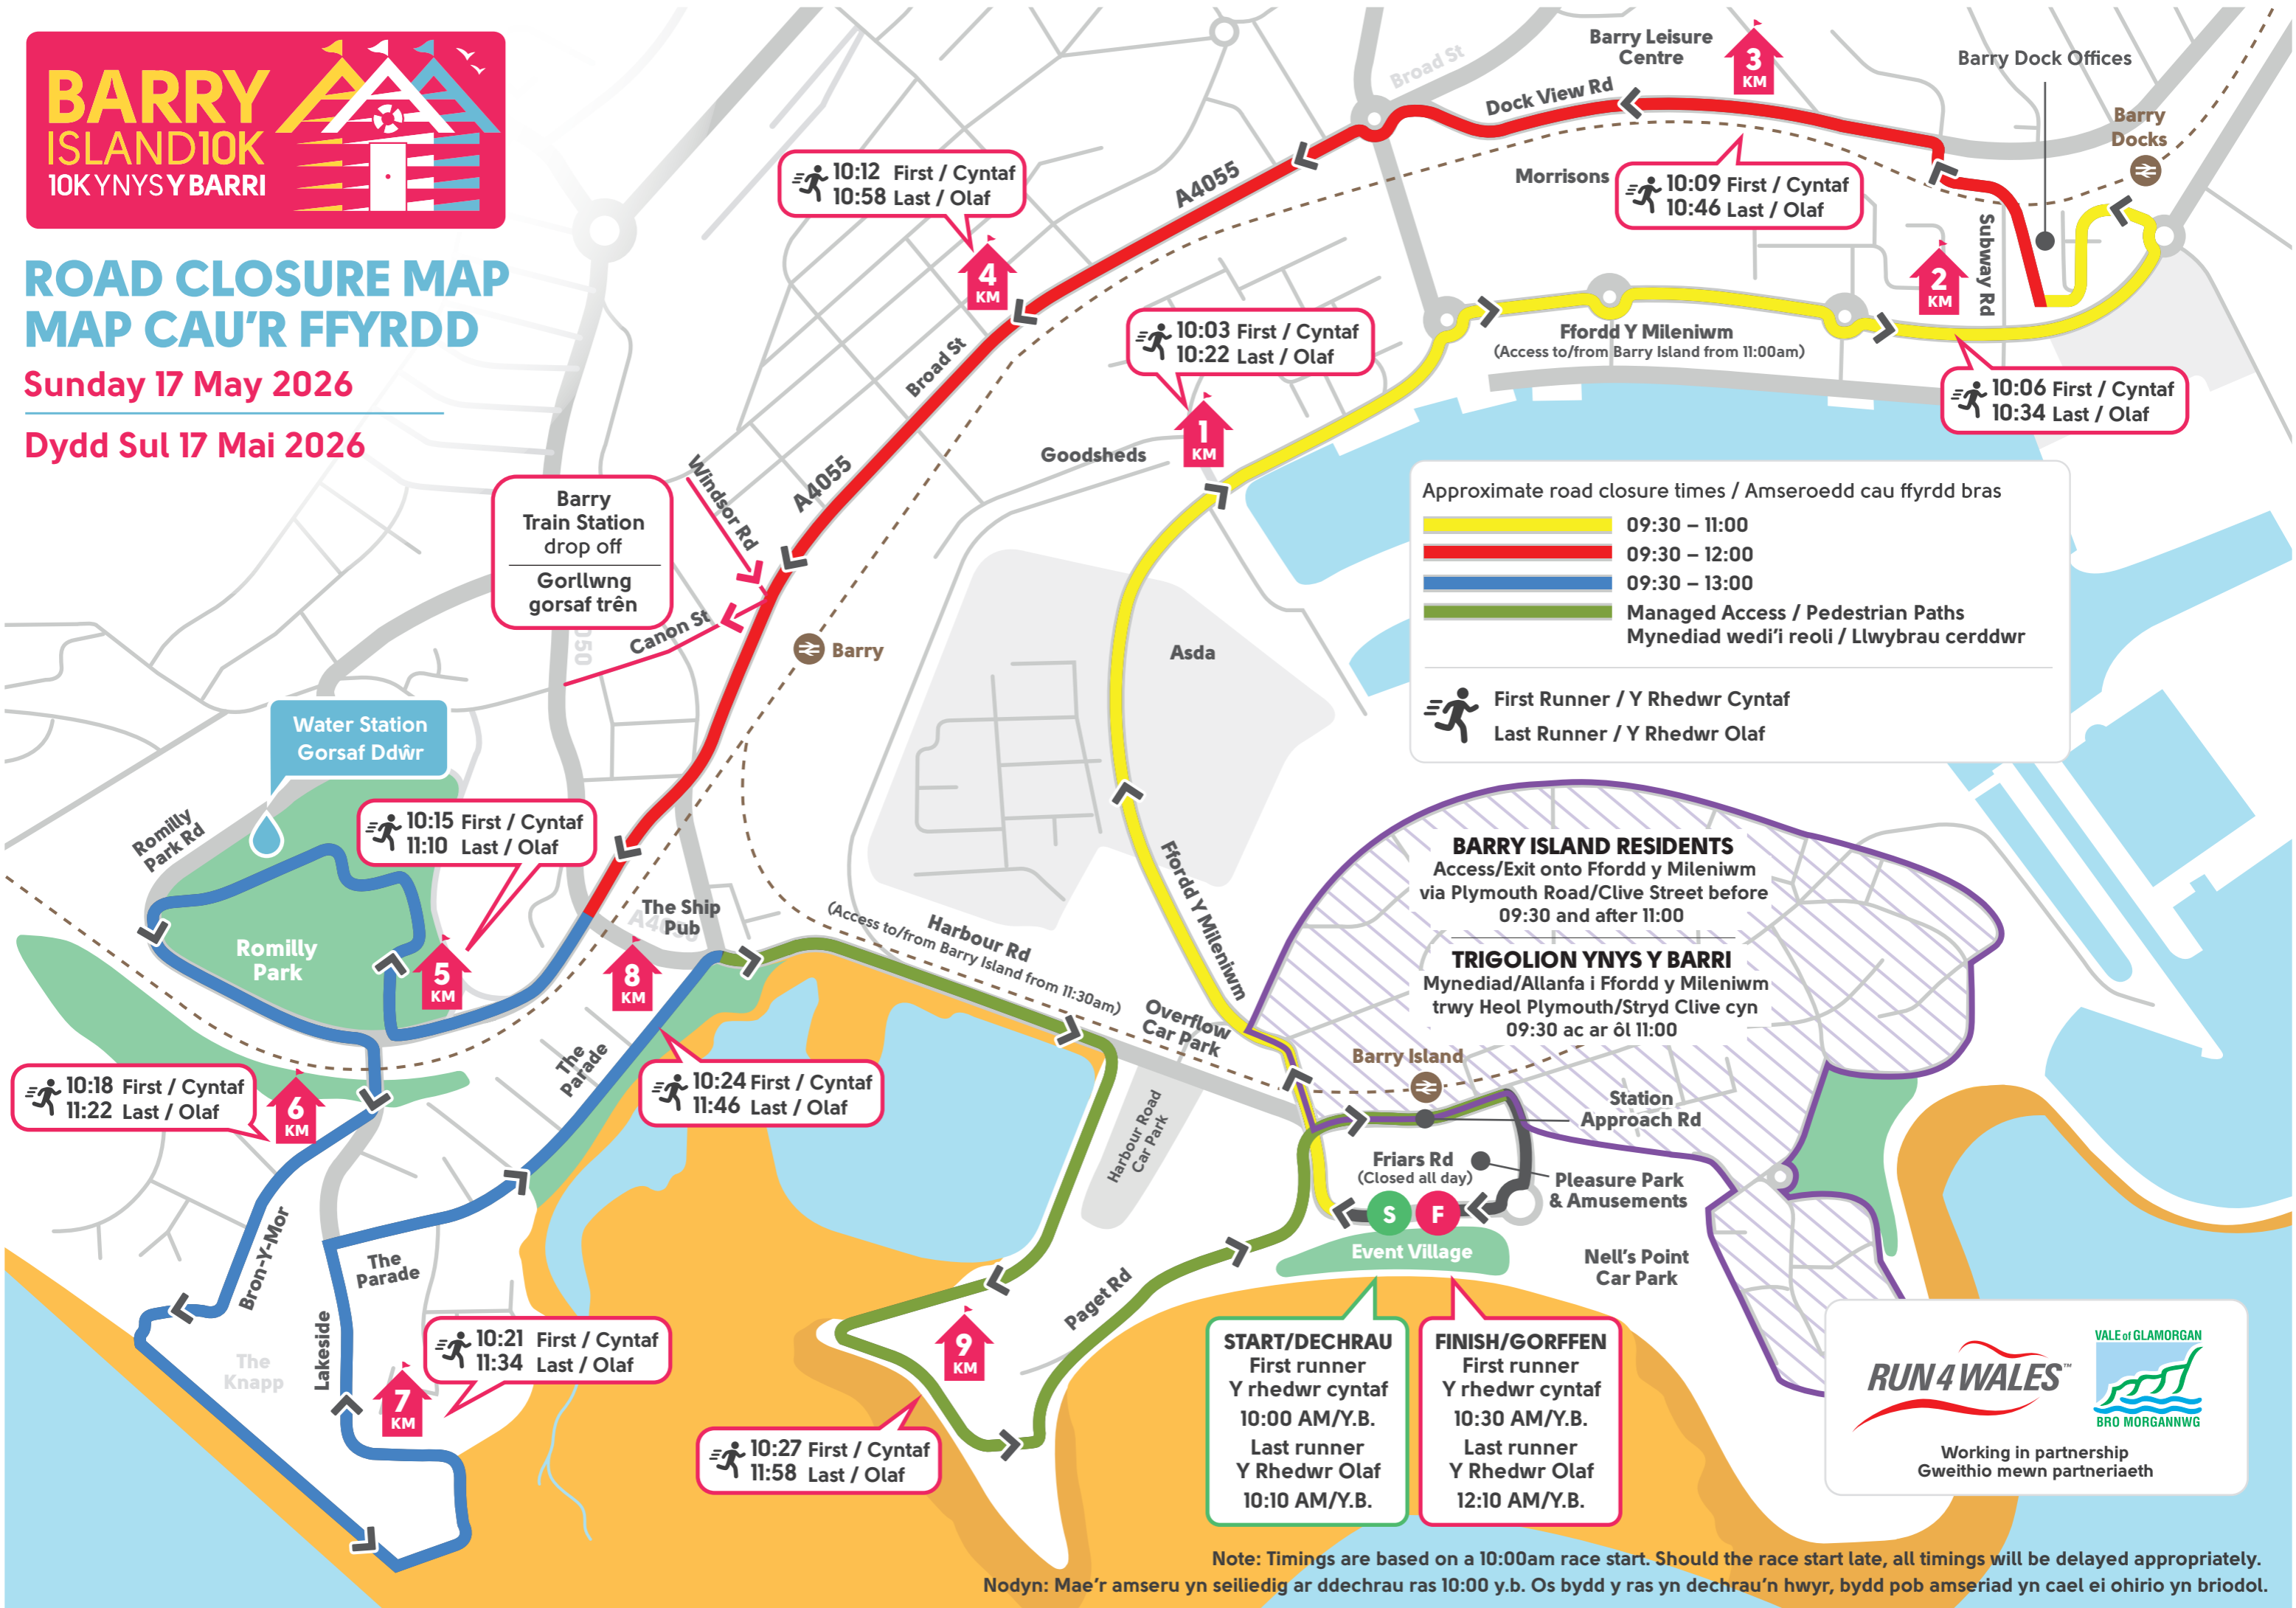 BARRY
ISLAND10K
10K YNYS Y BARRI
ROAD CLOSURE MAP
MAP CAU'R FFYRDD
Sunday 17 May 2026
Dydd Sul 17 Mai 2026
Barry Leisure
Centre
3
KM
Barry Dock Offices
Broad St
Dock View Rd
Barry
Docks
10:12 First / Cyntaf
10:58 Last / Olaf
A4055
Morrisons
10:09 First / Cyntaf
10:46 Last / Olaf
Subway Rd
4
KM
2
KM
10:03 First / Cyntaf
10:22 Last / Olaf
Ffordd Y Mileniwm
(Access to/from Barry Island from 11:00am)
Broad St
10:06 First / Cyntaf
10:34 Last / Olaf
1
KM
Goodsheds
Windsor Rd
A4055
Barry
Train Station
drop off
Gorllwng
gorsaf trên
Canon St
Barry
Asda
Approximate road closure times / Amseroedd cau ffyrdd bras
09:30 – 11:00
09:30 – 12:00
09:30 – 13:00
Managed Access / Pedestrian Paths
Mynediad wedi'i reoli / Llwybrau cerddwr
First Runner / Y Rhedwr Cyntaf
Last Runner / Y Rhedwr Olaf
Water Station
Gorsaf Ddŵr
Romilly
Park Rd
10:15 First / Cyntaf
11:10 Last / Olaf
Romilly
Park
5
KM
The Ship
Pub
8
KM
Harbour Rd
(Access to/from Barry Island from 11:30am)
Ffordd Y Mileniwm
Overflow
Car Park
BARRY ISLAND RESIDENTS
Access/Exit onto Ffordd y Mileniwm
via Plymouth Road/Clive Street before
09:30 and after 11:00
TRIGOLION YNYS Y BARRI
Mynediad/Allanfa i Ffordd y Mileniwm
trwy Heol Plymouth/Stryd Clive cyn
09:30 ac ar ôl 11:00
Barry Island
Station
Approach Rd
10:18 First / Cyntaf
11:22 Last / Olaf
6
KM
The
Parade
10:24 First / Cyntaf
11:46 Last / Olaf
Harbour Road
Car Park
Friars Rd
(Closed all day)
S
F
Pleasure Park
& Amusements
Event Village
Nell's Point
Car Park
Bron-Y-Mor
The
Parade
Lakeside
The
Knapp
10:21 First / Cyntaf
11:34 Last / Olaf
7
KM
Paget Rd
9
KM
10:27 First / Cyntaf
11:58 Last / Olaf
START/DECHRAU
First runner
Y rhedwr cyntaf
10:00 AM/Y.B.
Last runner
Y Rhedwr Olaf
10:10 AM/Y.B.
FINISH/GORFFEN
First runner
Y rhedwr cyntaf
10:30 AM/Y.B.
Last runner
Y Rhedwr Olaf
12:10 AM/Y.B.
RUN 4 WALES™
VALE of GLAMORGAN
BRO MORGANNWG
Working in partnership
Gweithio mewn partneriaeth
Note: Timings are based on a 10:00am race start. Should the race start late, all timings will be delayed appropriately.
Nodyn: Mae'r amseru yn seiliedig ar ddechrau ras 10:00 y.b. Os bydd y ras yn dechrau'n hwyr, bydd pob amseriad yn cael ei ohirio yn briodol.